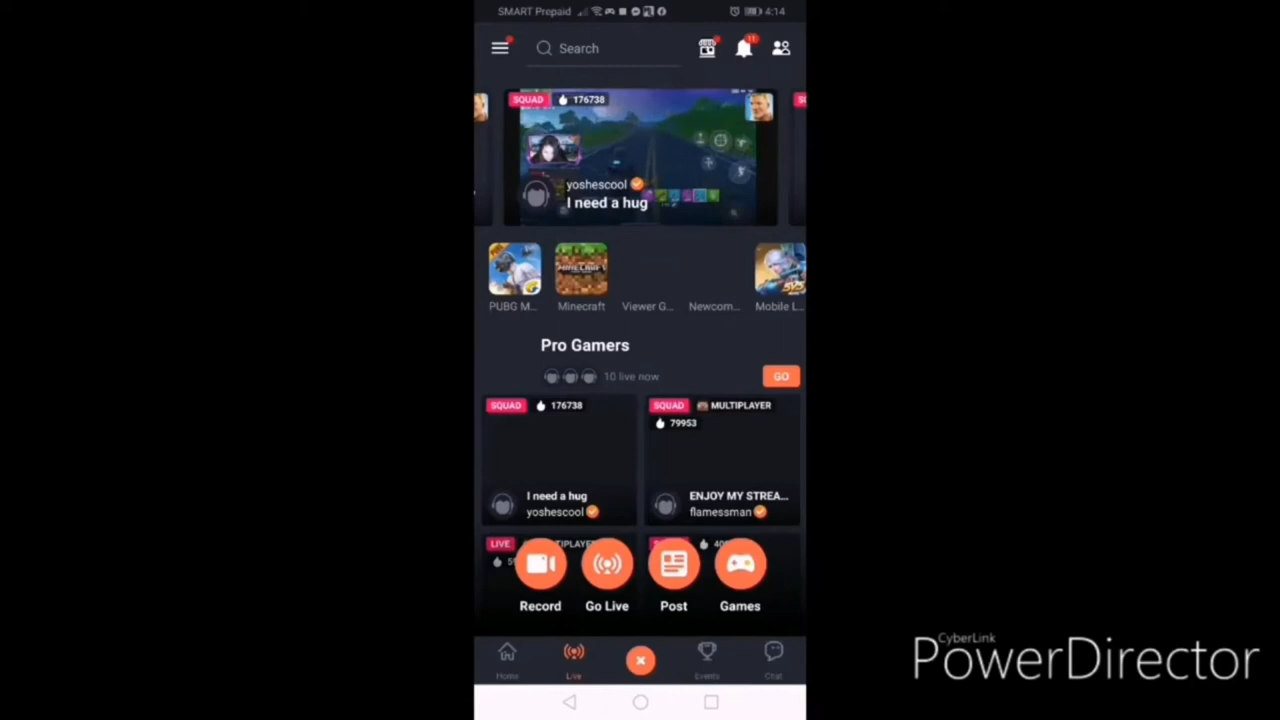 SMART Prepaid
4:14
Search
11
SQUAD 176738
yoshescool
I need a hug
PUBG M...
Minecraft
Viewer G...
Newcom...
Mobile L...
Pro Gamers
10 live now
GO
SQUAD 176738
I need a hug
yoshescool
SQUAD MULTIPLAYER
79953
ENJOY MY STREA...
flamessman
LIVE
Record
Go Live
Post
Games
Home
Live
Events
Chat
CyberLink
PowerDirector